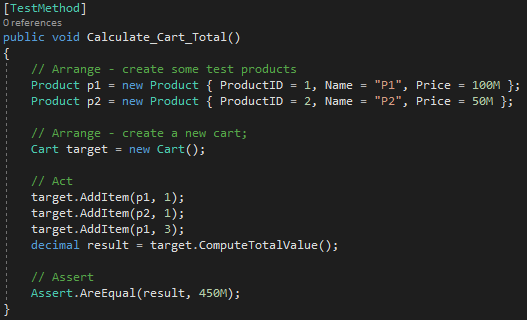 [TestMethod]
0 references
public void Calculate_Cart_Total()
{
// Arrange - create some test products
Product p1 = new Product { ProductID = 1, Name = "P1", Price = 100M };
Product p2 = new Product { ProductID = 2, Name = "P2", Price = 50M };
// Arrange - create a new cart;
Cart target = new Cart();
// Act
target.AddItem(p1, 1);
target.AddItem(p2, 1);
target.AddItem(p1, 3);
decimal result = target.ComputeTotalValue();
// Assert
Assert.AreEqual(result, 450M);
}